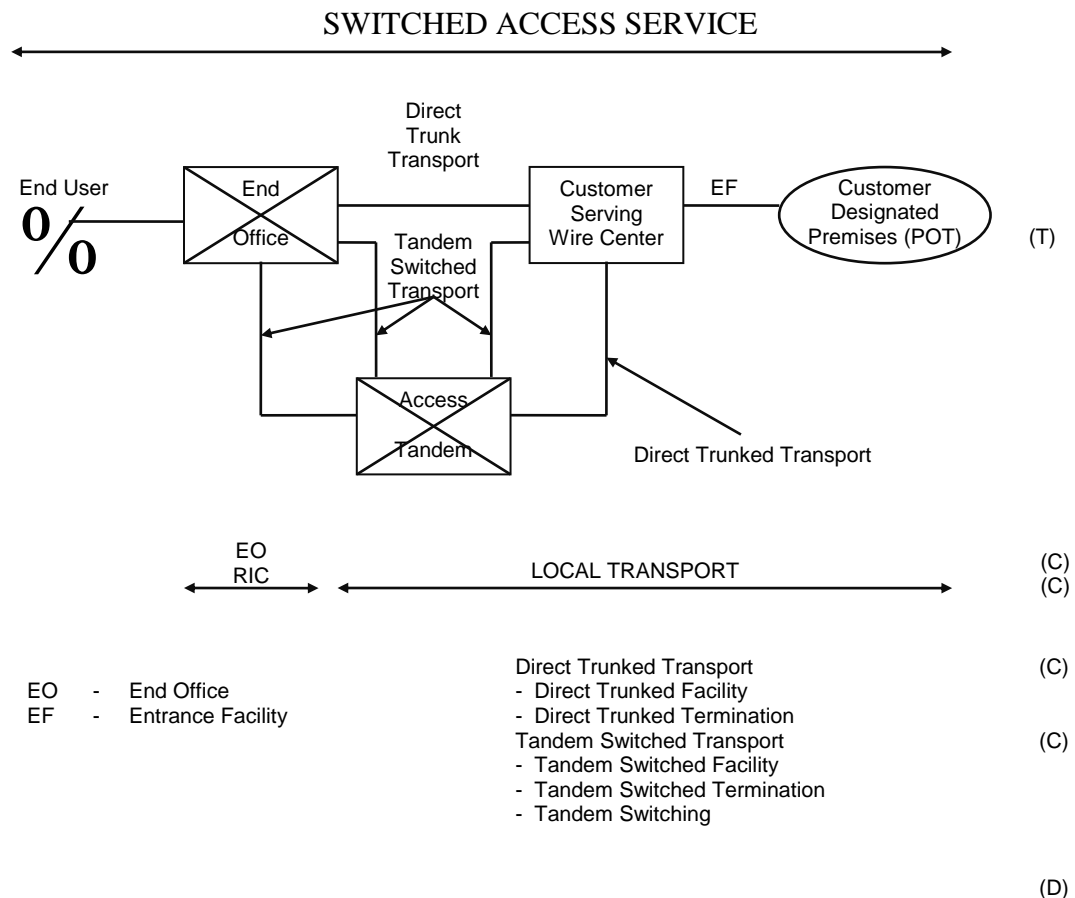 SWITCHED ACCESS SERVICE
Direct
Trunk
Transport
End User
0/0
End
Office
Customer
Serving
Wire Center
EF
Customer
Designated
Premises (POT)
(T)
Tandem
Switched
Transport
Access
Tandem
Direct Trunked Transport
EO
RIC
LOCAL TRANSPORT
(C)
(C)
EO - End Office
EF - Entrance Facility
Direct Trunked Transport (C)
- Direct Trunked Facility
- Direct Trunked Termination
Tandem Switched Transport (C)
- Tandem Switched Facility
- Tandem Switched Termination
- Tandem Switching
(D)